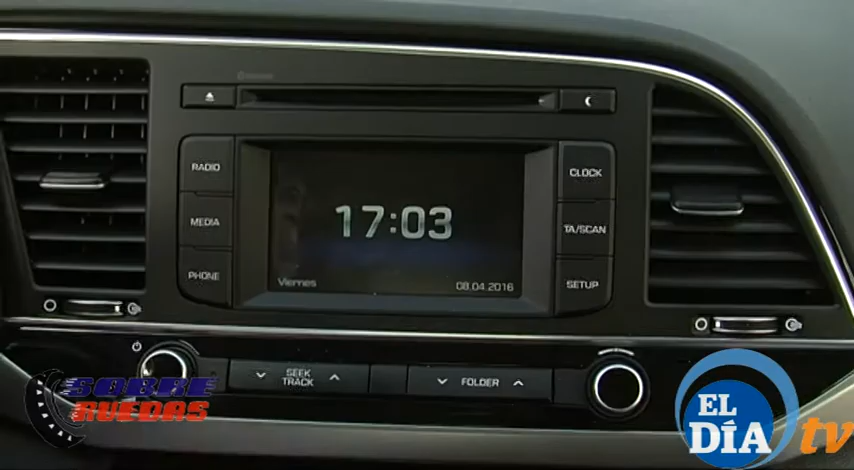 RADIO
CLOCK
MEDIA
17:03
TA/SCAN
PHONE
SETUP
Viernes
08.04.2016
SEEK
TRACK
FOLDER
SOBRE
RUEDAS
EL
DÍA tv